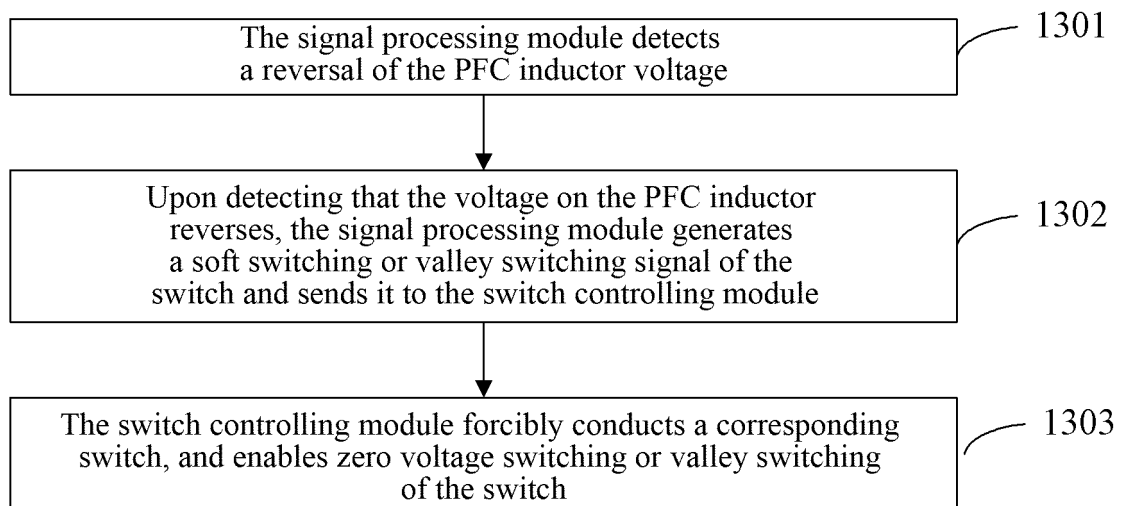 The signal processing module detects
a reversal of the PFC inductor voltage
1301
Upon detecting that the voltage on the PFC inductor
reverses, the signal processing module generates
a soft switching or valley switching signal of the
switch and sends it to the switch controlling module
1302
The switch controlling module forcibly conducts a corresponding
switch, and enables zero voltage switching or valley switching
of the switch
1303